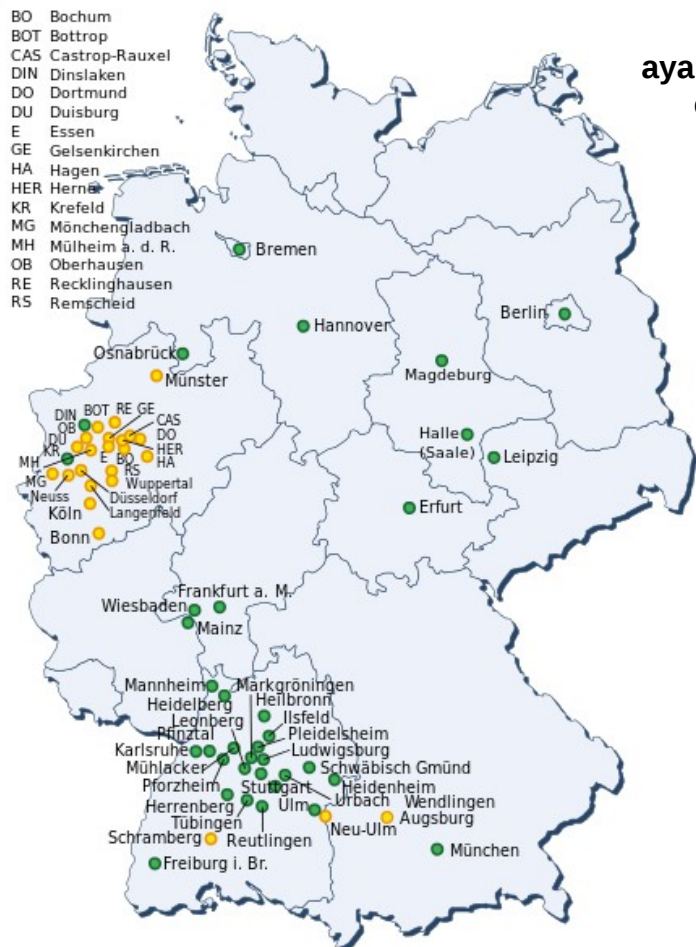 BO Bochum
BOT Bottrop
CAS Castrop-Rauxel
DIN Dinslaken
DO Dortmund
DU Duisburg
E Essen
GE Gelsenkirchen
HA Hagen
HER Herne
KR Krefeld
MG Mönchengladbach
MH Mülheim a. d. R.
OB Oberhausen
RE Recklinghausen
RS Remscheid
aya
Bremen
Berlin
Hannover
Osnabrück
Magdeburg
Münster
DIN BOT RE GE
CAS
OB
DU
DO
KR
HER
MH
E BO
HA
RS
MG
Wuppertal
Neuss
Düsseldorf
Langenfeld
Köln
Bonn
Halle
(Saale)
Leipzig
Erfurt
Frankfurt a. M.
Wiesbaden
Mainz
Mannheim
Markgröningen
Heidelberg
Heilbronn
Leonberg
Ilsfeld
Pfinztal
Pleidelsheim
Karlsruhe
Ludwigsburg
Mühlacker
Schwäbisch Gmünd
Pforzheim
Stuttgart
Heidenheim
Herrenberg
Ulm
Urbach
Wendlingen
Tübingen
Augsburg
Neu-Ulm
Schramberg
Reutlingen
München
Freiburg i. Br.